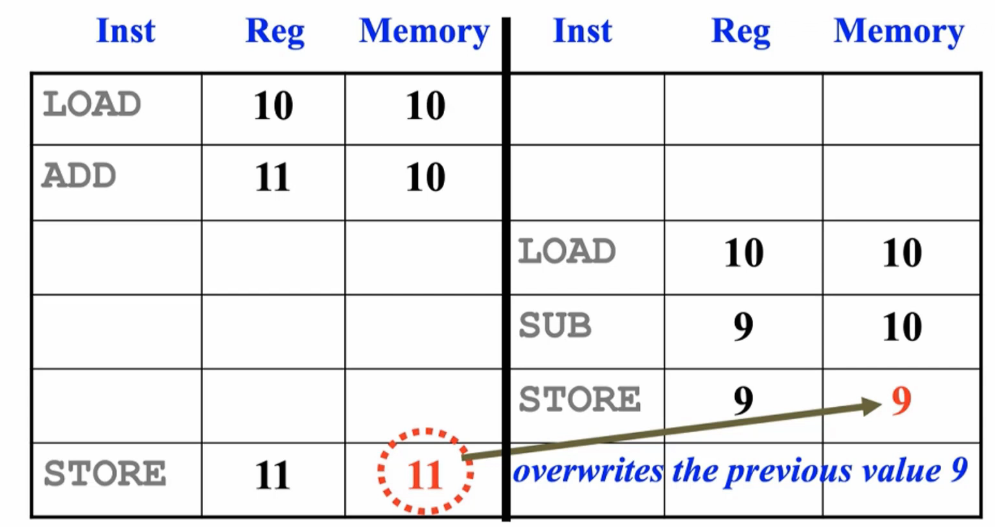 Inst Reg Memory Inst Reg Memory
LOAD 10 10
ADD 11 10
LOAD 10 10
SUB 9 10
STORE 9 9
STORE 11 11 overwrites the previous value 9